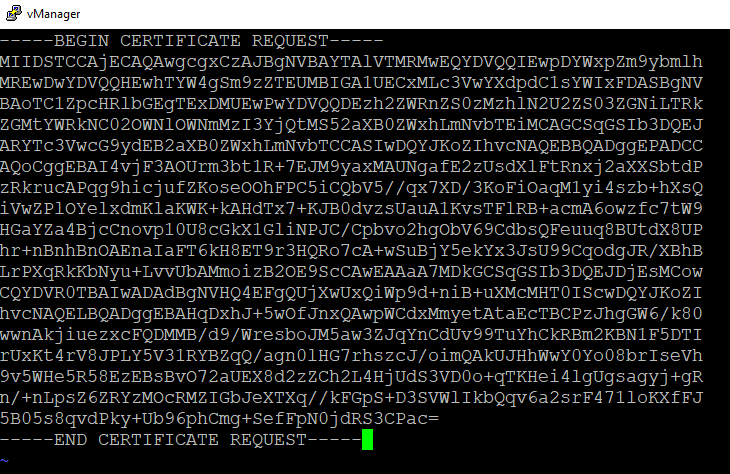 vManager
-----BEGIN CERTIFICATE REQUEST-----
MIIDSTCCAjECAQAwgcgxCzAJBgNVBAYTAlVTMRMwEQYDVQQIEwpDYWxpZm9ybmlh
MREwDwYDVQQHEwhTYW4gSm9zZTEUMBIGA1UECxMLc3VwYXdpdC1sYWIxFDASBgNV
BAoTC1ZpcHRlbGEgTExDMUEwPwYDVQQDEzh2ZWRnZS0zMzhlN2U2ZS03ZGNiLTRk
ZGMtYWRkNC02OWNlOWNmMzI3YjQtMS52aXB0ZWxhLmNvbTEiMCAGCSqGSIb3DQEJ
ARYTc3VwcG9ydEB2aXB0ZWxhLmNvbTCCASIwDQYJKoZIhvcNAQEBBQADggEPADCC
AQoCggEBAI4vjF3AOUrm3bt1R+7EJM9yaxMAUNgafE2zUsdXlFtRnxj2aXXSbtdP
zRkrucAPqg9hicjufZKoseOOhFPC5iCQbV5//qx7XD/3KoFiOaqM1yi4szb+hXsQ
iVwZPlOYelxdmKlaKWK+kAHdTx7+KJB0dvzsUauA1KvsTFlRB+acmA6owzfc7tW9
HGaYZa4BjcCnovp10U8cGkX1GliNPJC/Cpbvo2hgObV69CdbsQFeuuq8BUtdX8UP
hr+nBnhBnOAEnaIaFT6kH8ET9r3HQRo7cA+wSuBjY5ekYx3JsU99CqodgJR/XBhB
LrPXqRkKbNyu+LvvUbAMmoizB2OE9ScCAwEAAaA7MDkGCSqGSIb3DQEJDjEsMCow
CQYDVR0TBAIwADAdBgNVHQ4EFgQUjXwUxQiWp9d+niB+uXMcMHT0IScwDQYJKoZI
hvcNAQELBQADggEBAHqDxhJ+5wOfJnxQAwpWCdxMmyetAtaEcTBCPzJhgGW6/k80
wwnAkjiuezxcFQDMMB/d9/WresboJM5aw3ZJqYnCdUv99TuYhCkRBm2KBN1F5DTI
rUxKt4rV8JPLY5V31RYBZqQ/agn0lHG7rhszcJ/oimQAkUJHhWwY0Yo08brIseVh
9v5WHe5R58EzEBsBvO72aUEX8d2zZCh2L4HjUdS3VD0o+qTKHei4lgUgsagyj+gR
n/+nLpsZ6ZRYzMOcRMZIGbJeXTXq//kFGpS+D3SVWlIkbQqv6a2srF471loKXfFJ
5B05s8qvdPky+Ub96phCmg+SefFpN0jdRS3CPac=
-----END CERTIFICATE REQUEST-----
~